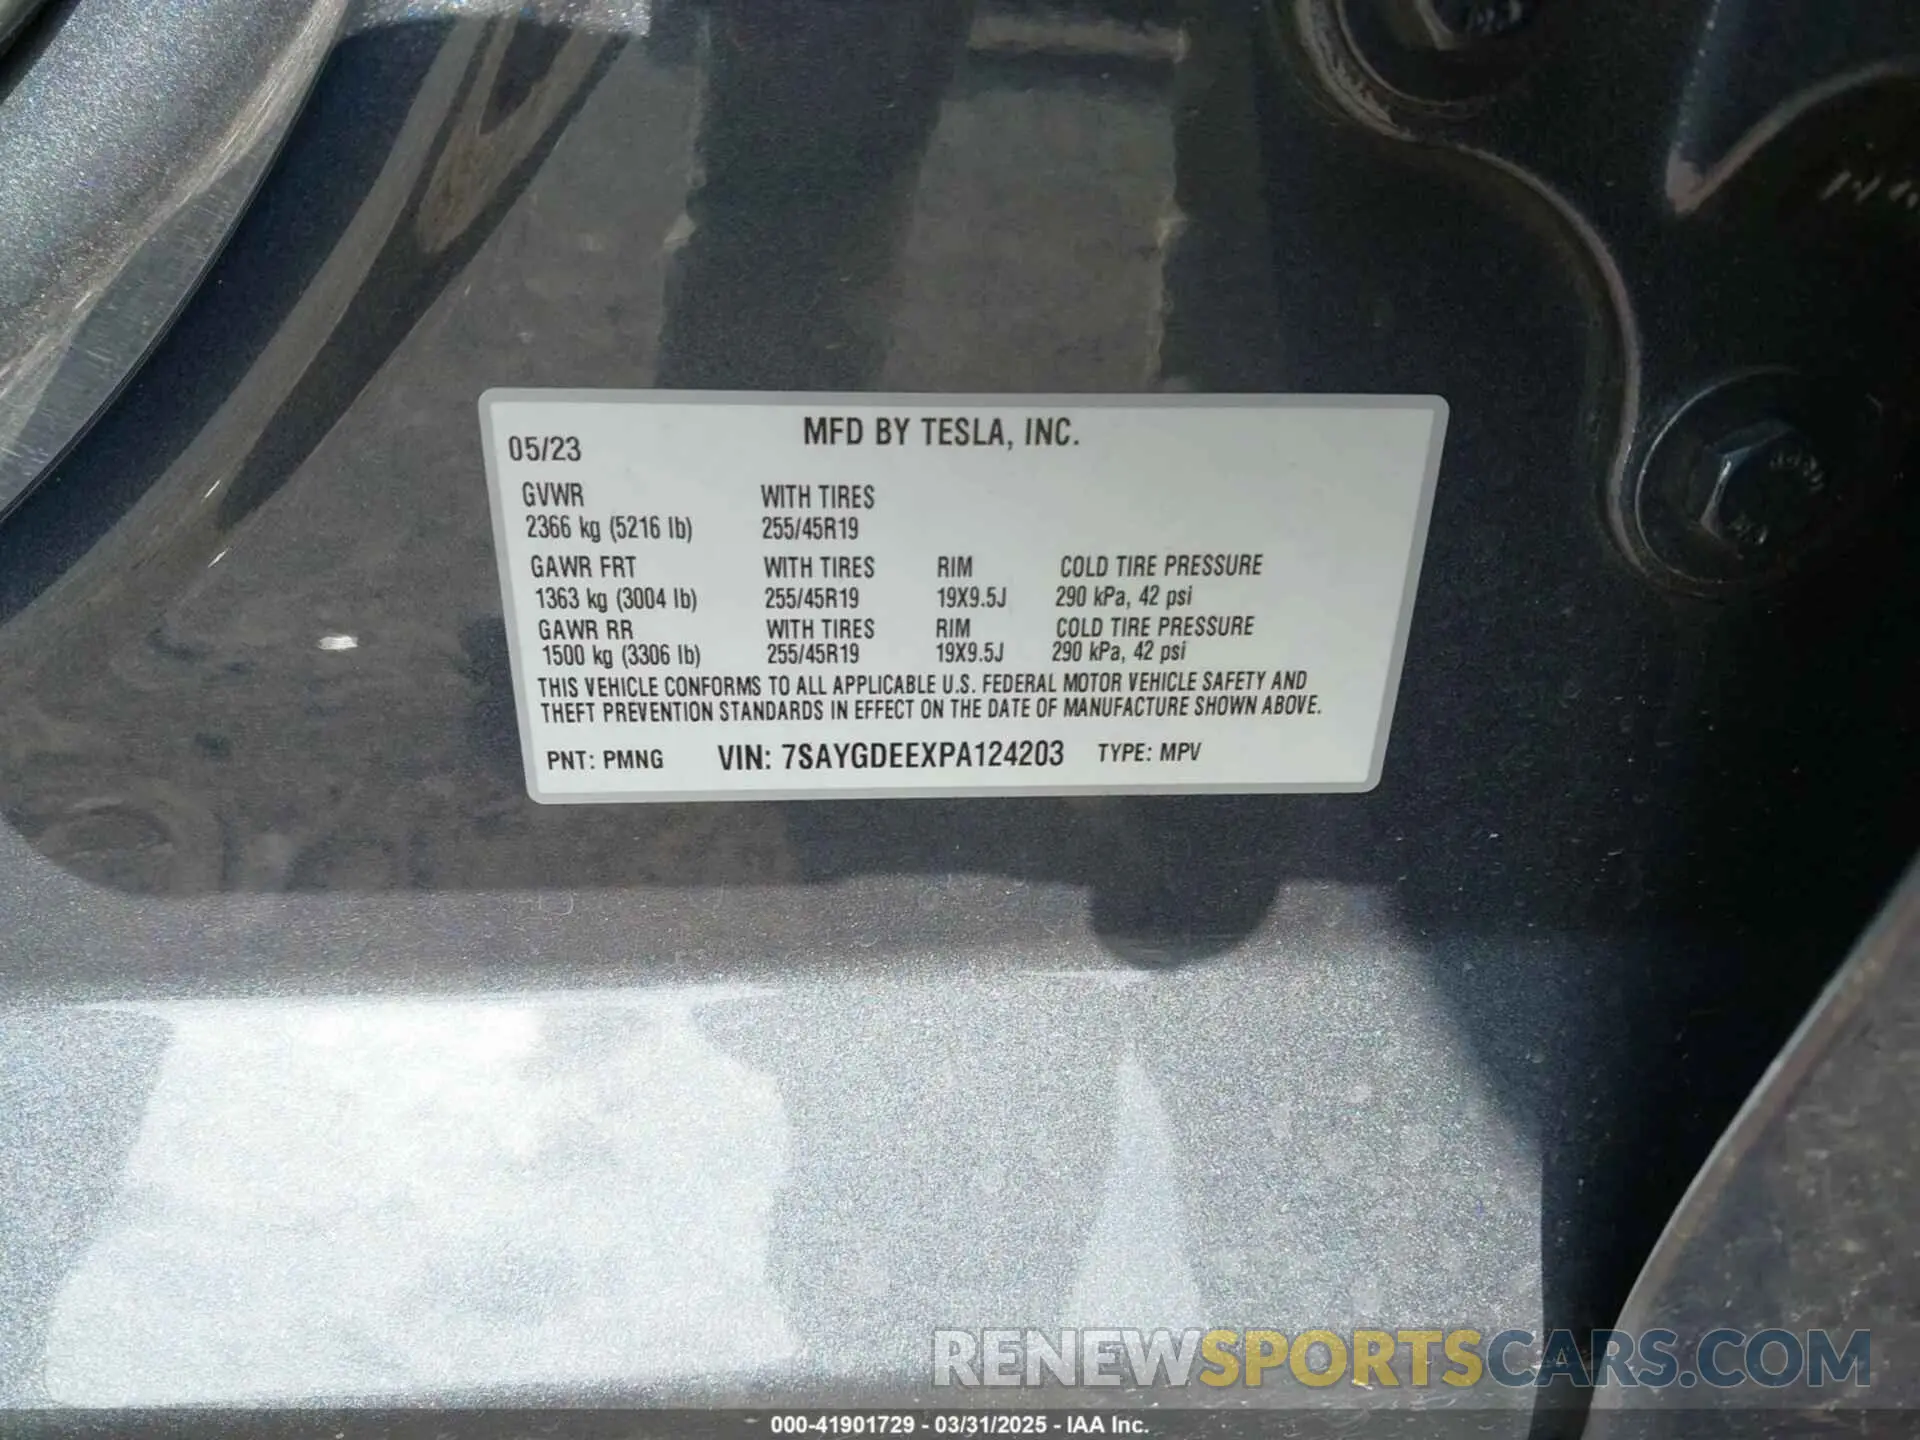 MFD BY TESLA, INC.
05/23
GVWR WITH TIRES
2366 kg (5216 lb) 255/45R19
GAWR FRT WITH TIRES RIM COLD TIRE PRESSURE
1363 kg (3004 lb) 255/45R19 19X9.5J 290 kPa, 42 psi
GAWR RR WITH TIRES RIM COLD TIRE PRESSURE
1500 kg (3306 lb) 255/45R19 19X9.5J 290 kPa, 42 psi
THIS VEHICLE CONFORMS TO ALL APPLICABLE U.S. FEDERAL MOTOR VEHICLE SAFETY AND
THEFT PREVENTION STANDARDS IN EFFECT ON THE DATE OF MANUFACTURE SHOWN ABOVE.
PNT: PMNG VIN: 7SAYGDEEXPA124203 TYPE: MPV
RENEWSPORTSCARS.COM
000-41901729 - 03/31/2025 - IAA Inc.